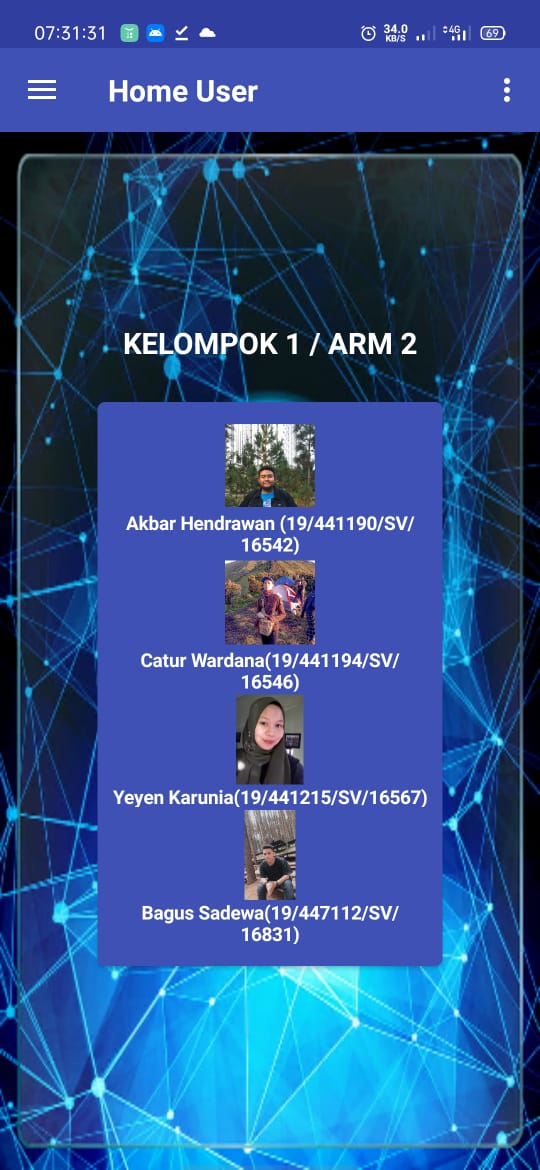 07:31:31 34.0 KB/S 4G 69
Home User
KELOMPOK 1 / ARM 2
Akbar Hendrawan (19/441190/SV/
16542)
Catur Wardana(19/441194/SV/
16546)
Yeyen Karunia(19/441215/SV/16567)
Bagus Sadewa(19/447112/SV/
16831)